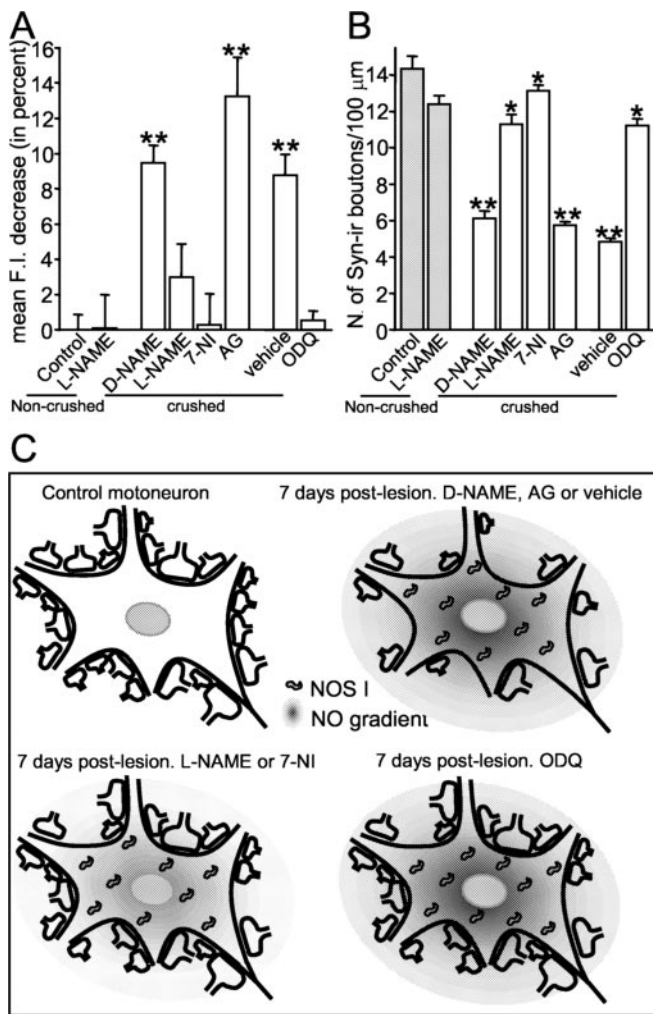 A
mean F.I. decrease (in percent)
16
14
12
10
8
6
4
2
0
**
**
**
Control
L-NAME
D-NAME
L-NAME
7-NI
AG
vehicle
ODQ
Non-crushed
crushed
B
N. of Syn-ir boutons/100 µm
14
12
10
8
6
4
2
0
**
*
*
**
**
*
Control
L-NAME
D-NAME
L-NAME
7-NI
AG
vehicle
ODQ
Non-crushed
crushed
C
Control motoneuron
7 days post-lesion. D-NAME, AG or vehicle
NOS I
NO gradient
7 days post-lesion. L-NAME or 7-NI
7 days post-lesion. ODQ